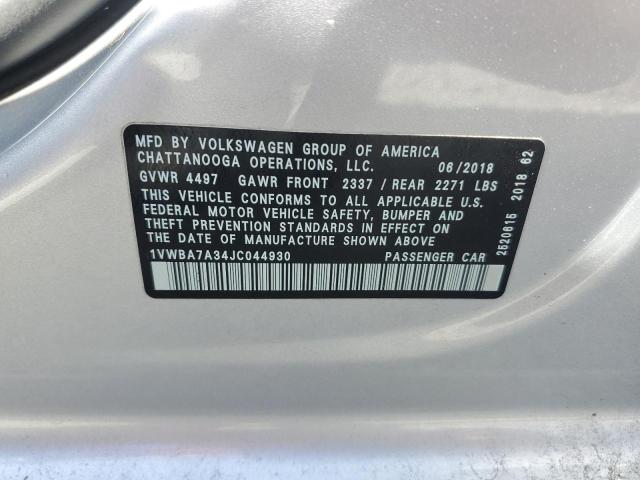 MFD BY VOLKSWAGEN GROUP OF AMERICA
CHATTANOOGA OPERATIONS, LLC. 06/2018
GVWR 4497 GAWR FRONT 2337 / REAR 2271 LBS
THIS VEHICLE CONFORMS TO ALL APPLICABLE U.S.
FEDERAL MOTOR VEHICLE SAFETY, BUMPER AND
THEFT PREVENTION STANDARDS IN EFFECT ON
THE DATE OF MANUFACTURE SHOWN ABOVE
1VWBA7A34JC044930 PASSENGER CAR
2520615 2018 62